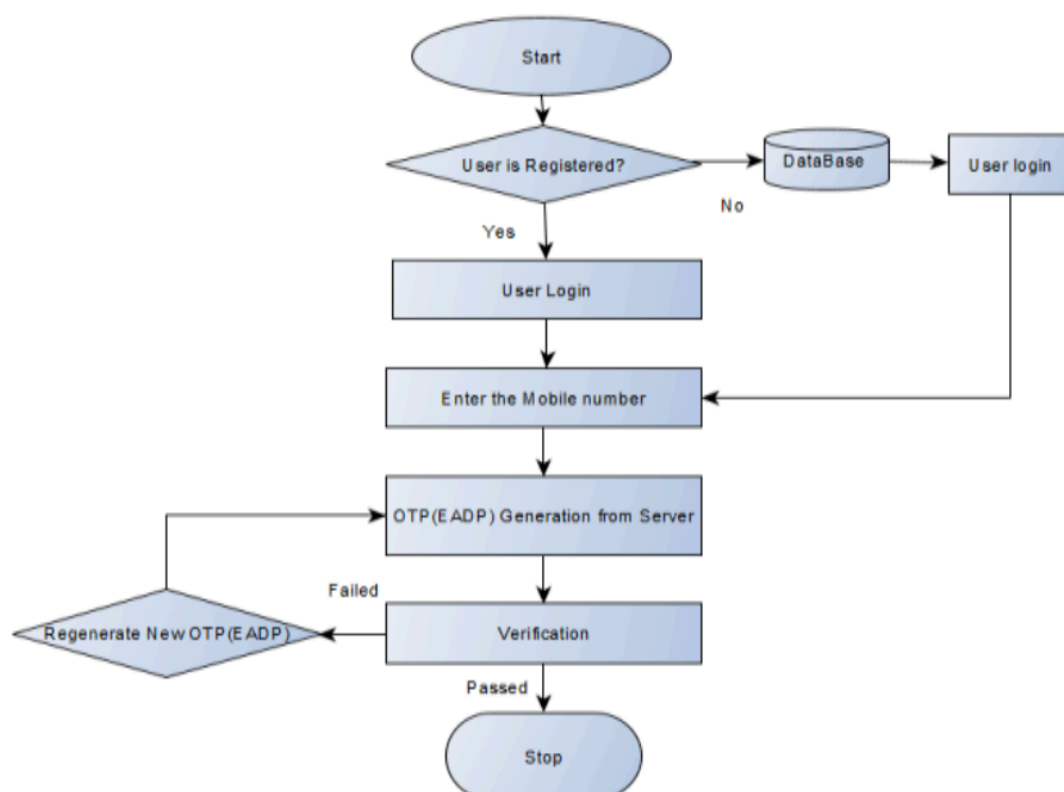 Start
User is Registered?
DataBase
User login
No
Yes
User Login
Enter the Mobile number
OTP(EADP) Generation from Server
Failed
Regenerate New OTP(EADP)
Verification
Passed
Stop